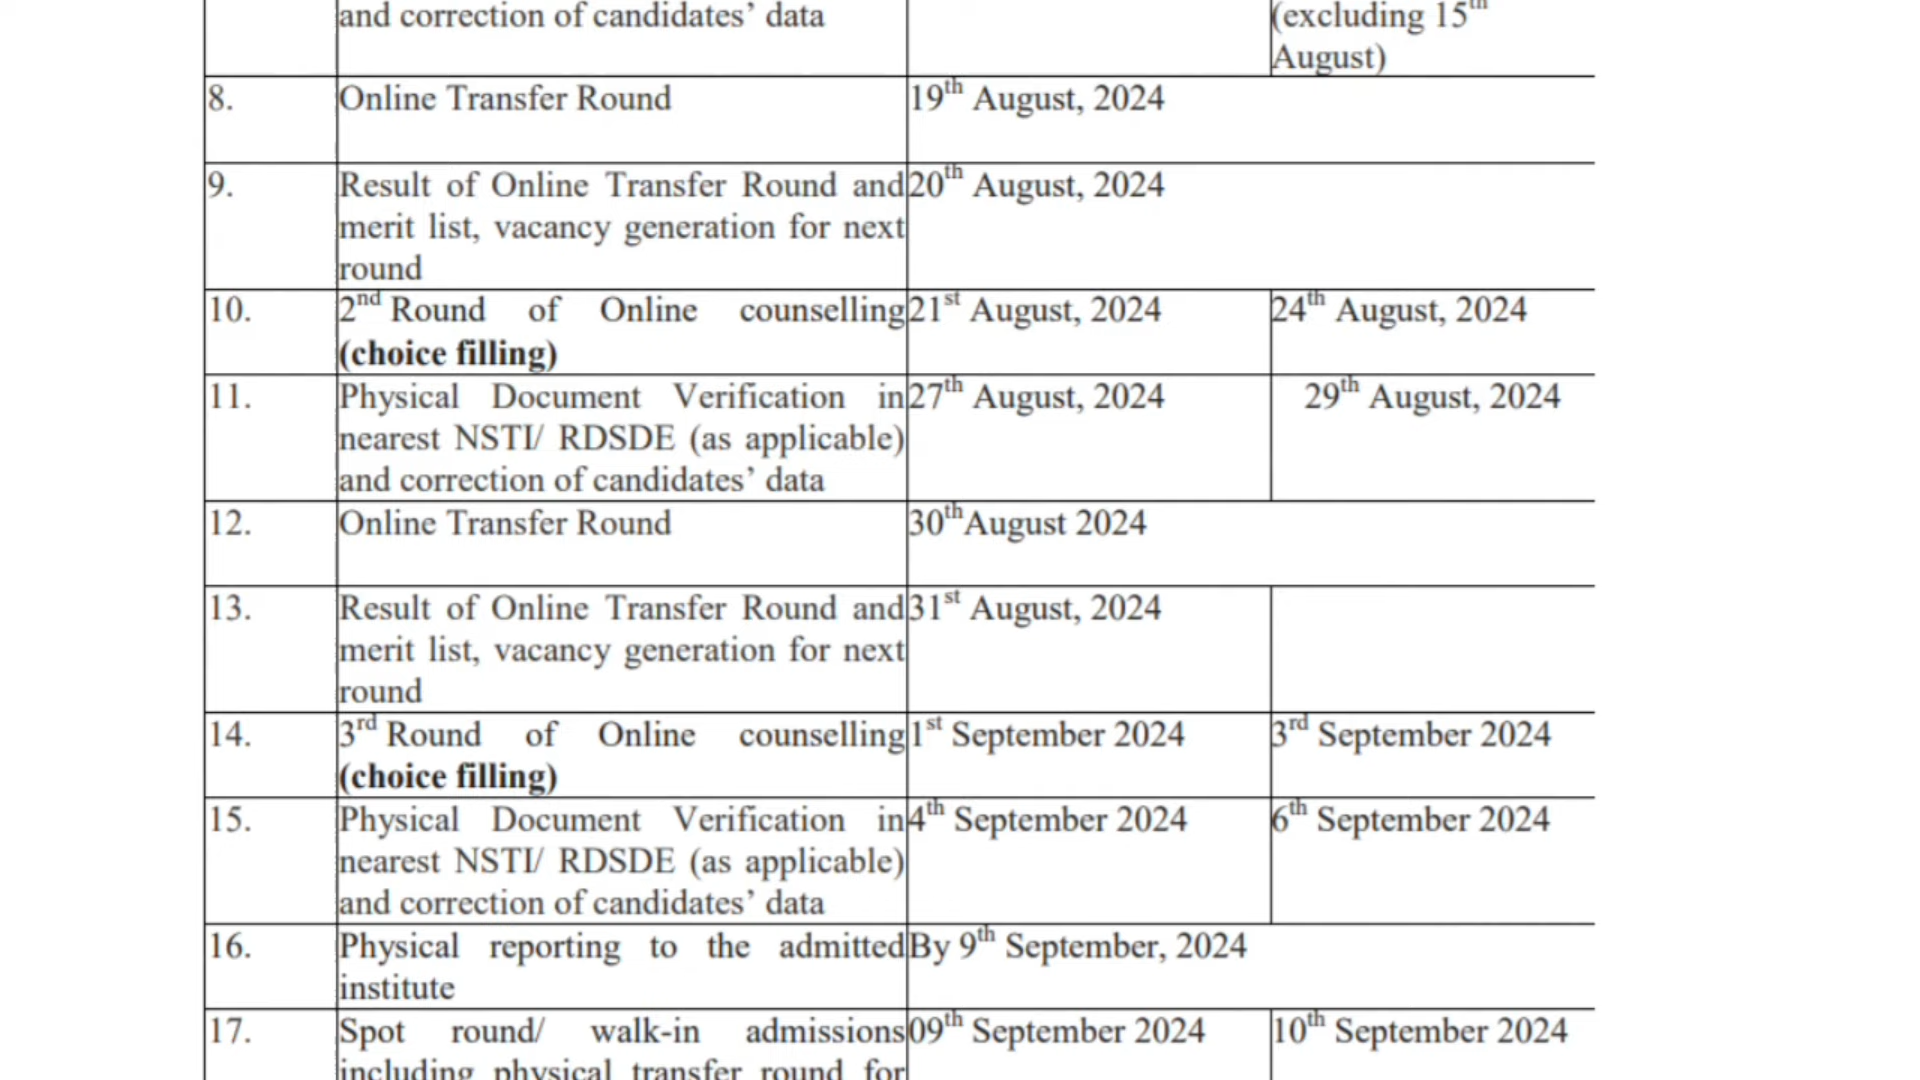 and correction of candidates’ data (excluding 15th
August)
8. Online Transfer Round 19th August, 2024
9. Result of Online Transfer Round and 20th August, 2024
merit list, vacancy generation for next
round
10. 2nd Round of Online counselling 21st August, 2024 24th August, 2024
(choice filling)
11. Physical Document Verification in 27th August, 2024 29th August, 2024
nearest NSTI/ RDSDE (as applicable)
and correction of candidates’ data
12. Online Transfer Round 30thAugust 2024
13. Result of Online Transfer Round and 31st August, 2024
merit list, vacancy generation for next
round
14. 3rd Round of Online counselling 1st September 2024 3rd September 2024
(choice filling)
15. Physical Document Verification in 4th September 2024 6th September 2024
nearest NSTI/ RDSDE (as applicable)
and correction of candidates’ data
16. Physical reporting to the admitted By 9th September, 2024
institute
17. Spot round/ walk-in admissions 09th September 2024 10th September 2024
including physical transfer round for